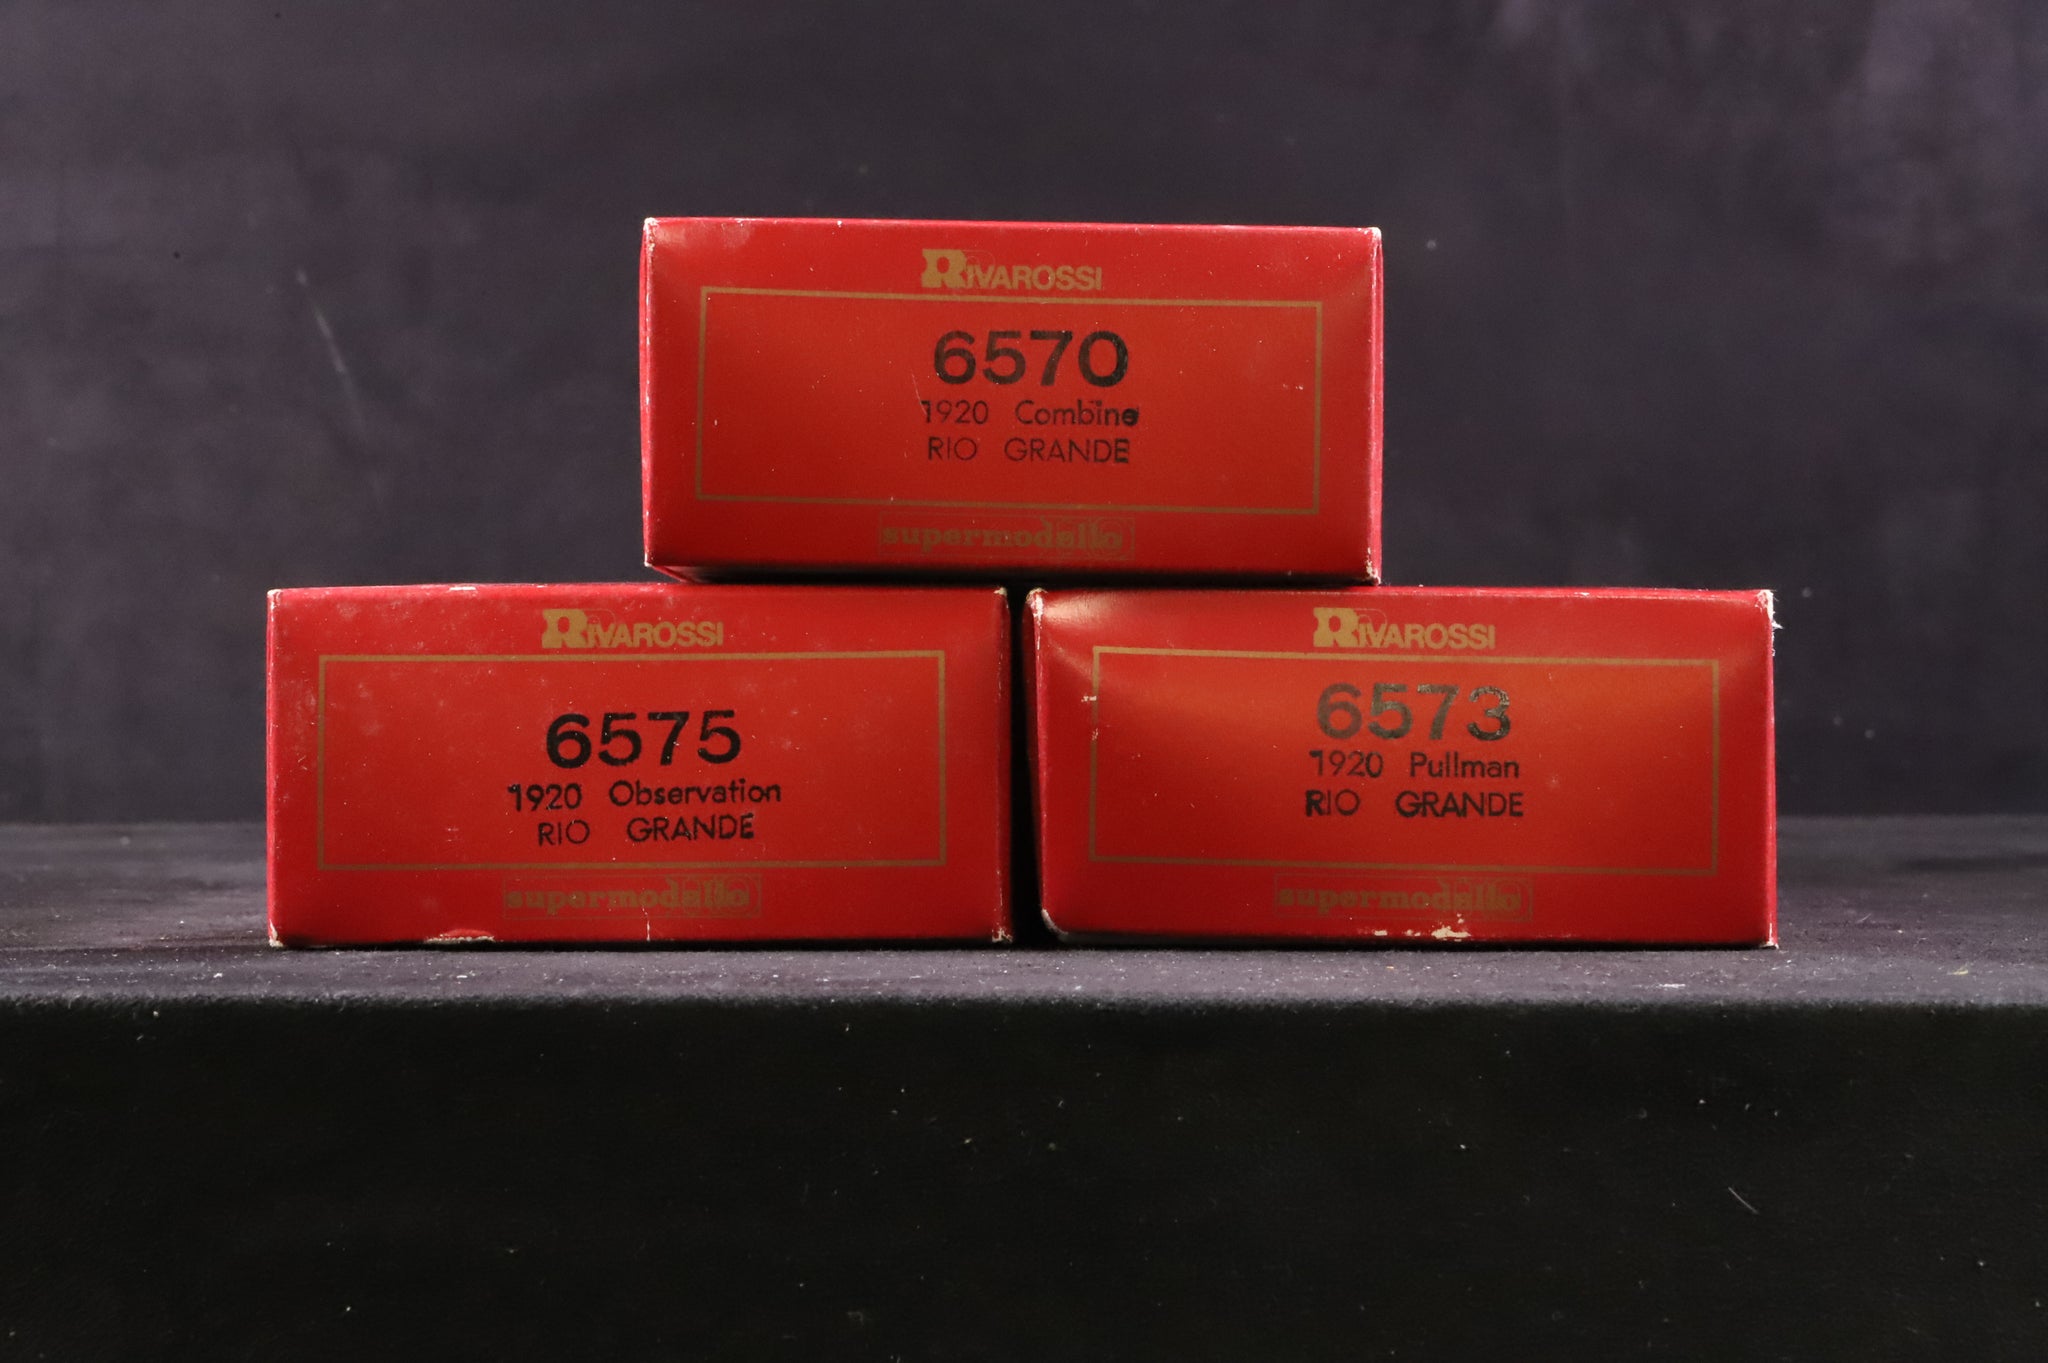 RIVAROSSI
6570
1920 Combine
RIO GRANDE
supermodello
RIVAROSSI
6575
1920 Observation
RIO GRANDE
supermodello
RIVAROSSI
6573
1920 Pullman
RIO GRANDE
supermodello